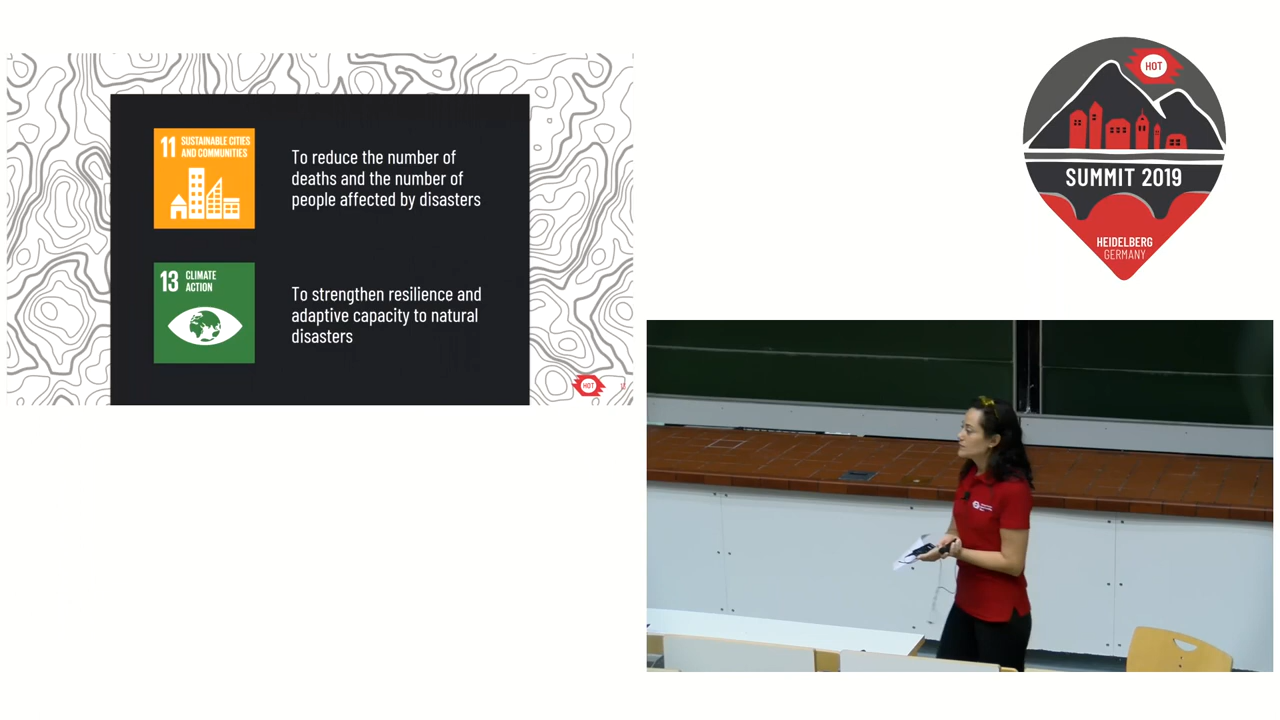 11 SUSTAINABLE CITIES
AND COMMUNITIES
To reduce the number of
deaths and the number of
people affected by disasters
13 CLIMATE
ACTION
To strengthen resilience and
adaptive capacity to natural
disasters
HOT
12
HOT
SUMMIT 2019
HEIDELBERG
GERMANY